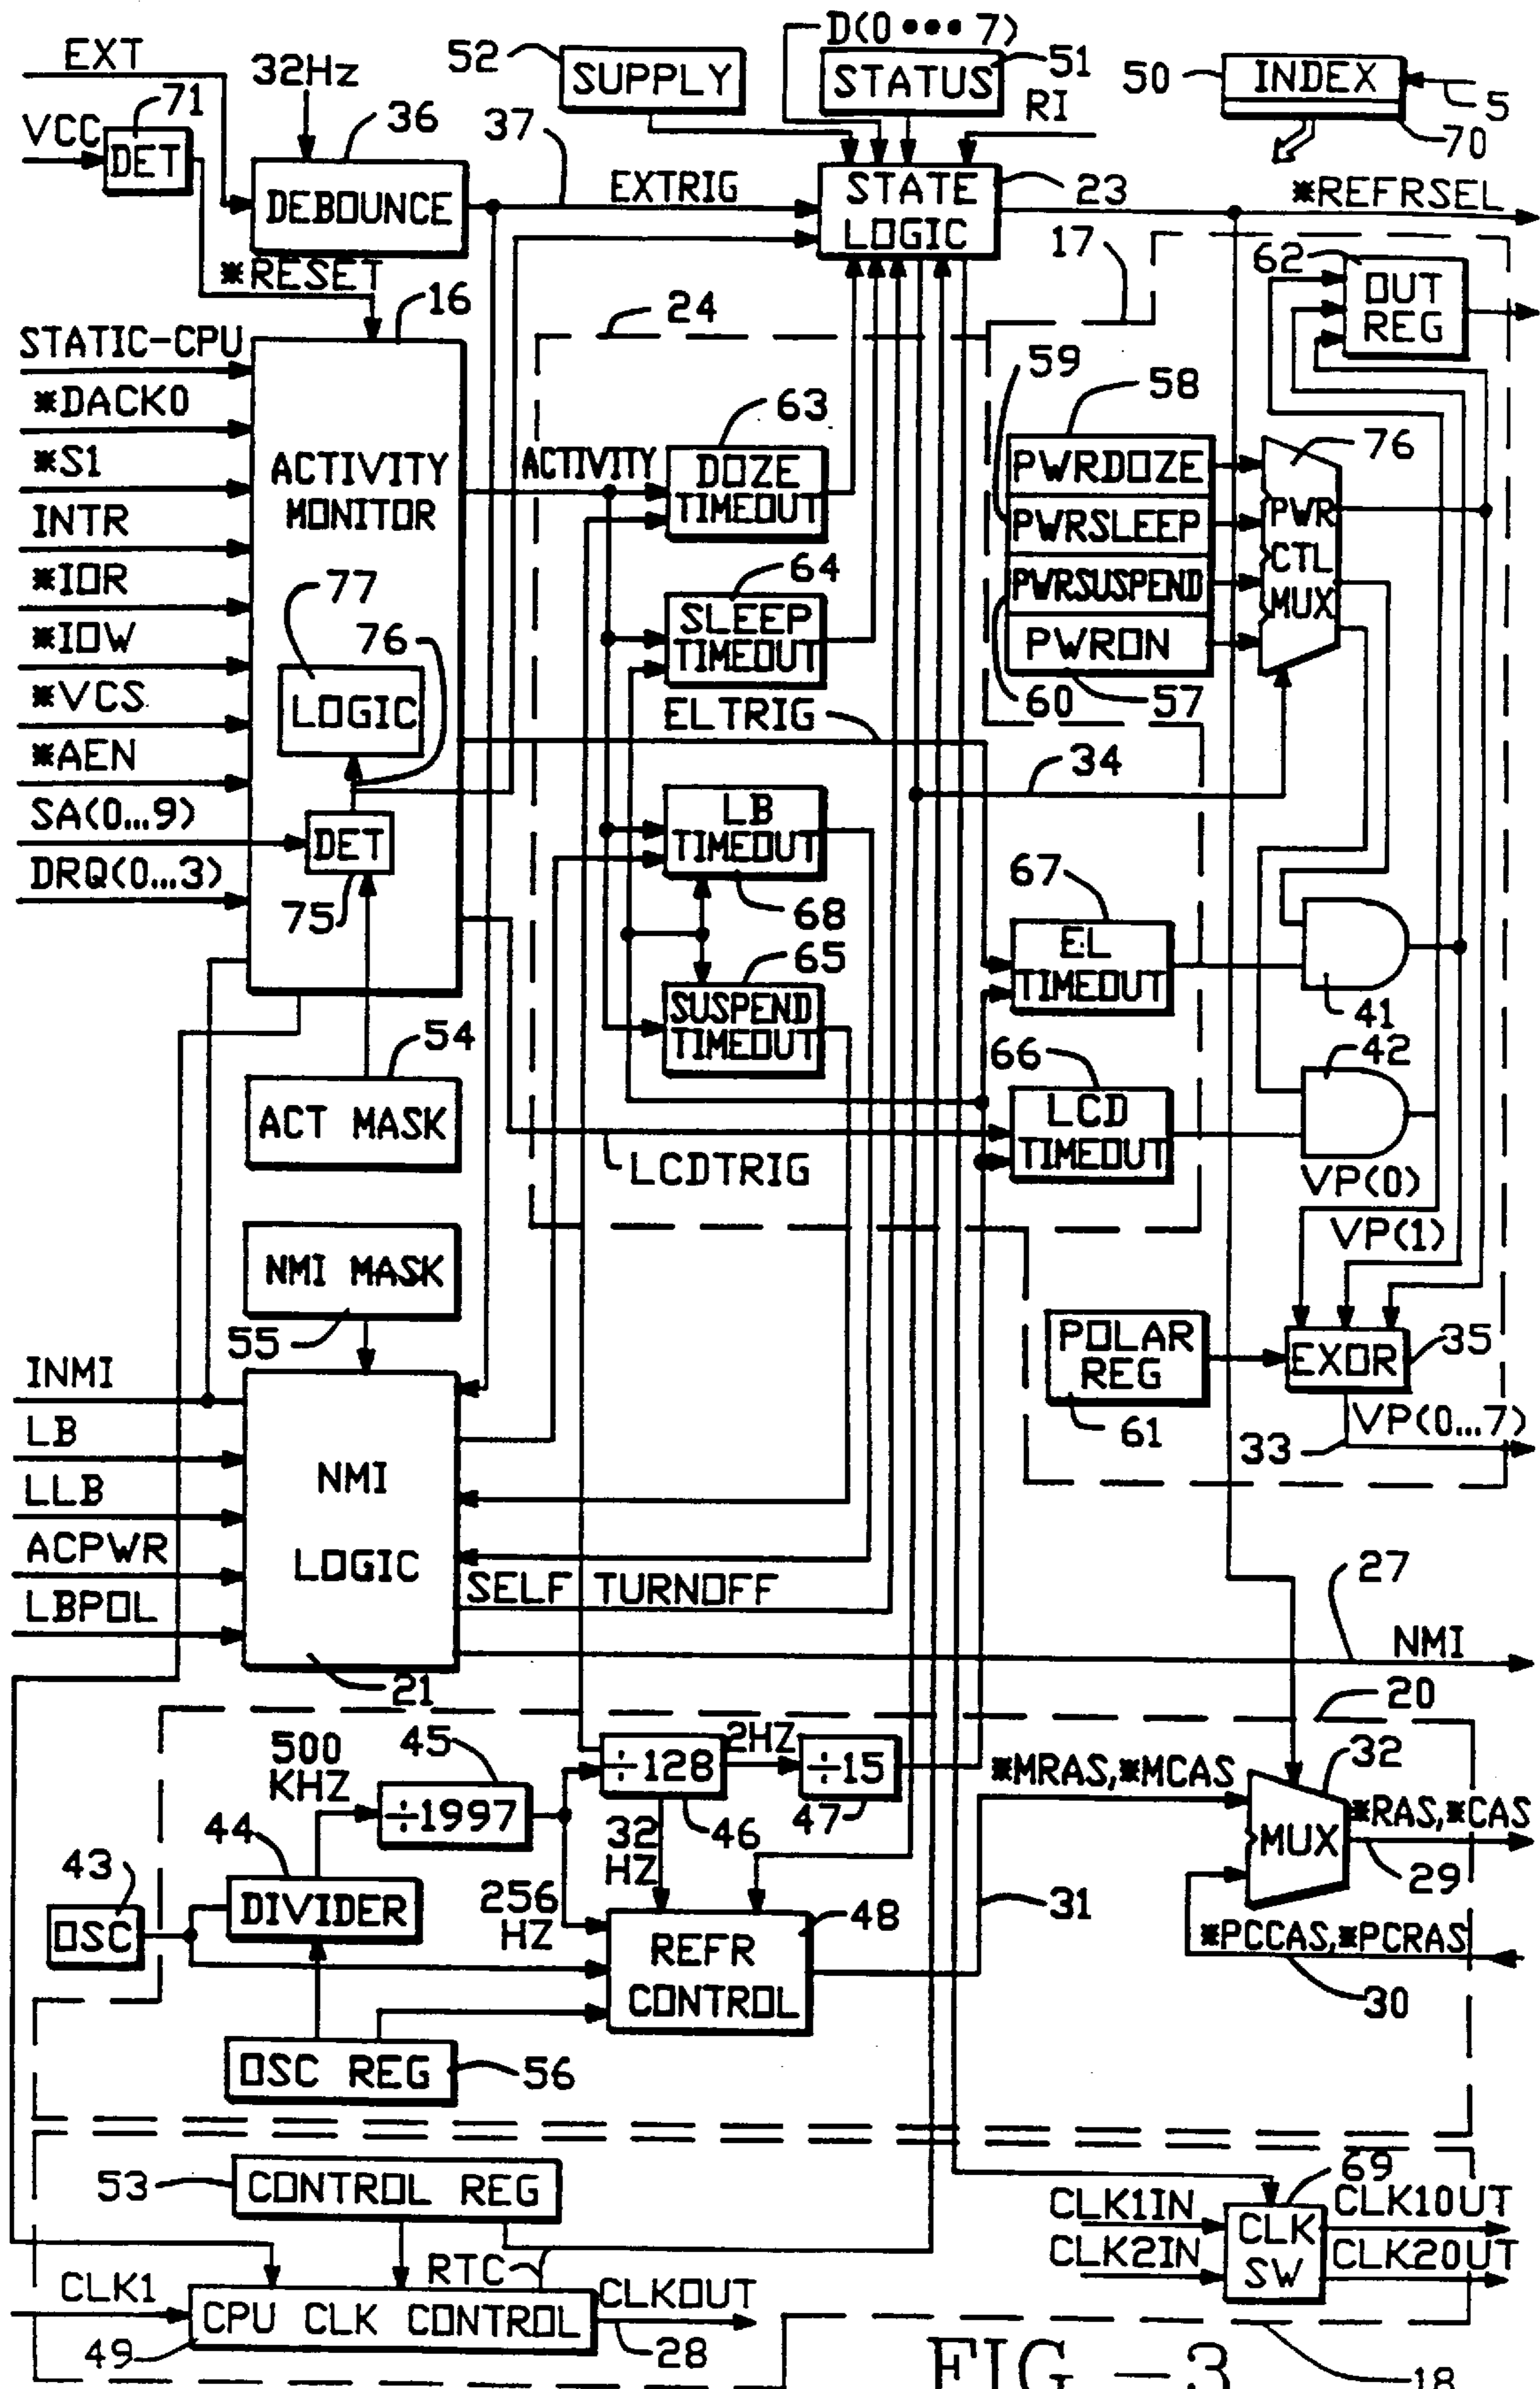 EXT
32Hz
52
SUPPLY
D(0 ••• 7)
STATUS
51
RI
50
INDEX
5
70
VCC
71
DET
36
DEBOUNCE
37
EXTRIG
STATE
LOGIC
23
*REFRSEL
*RESET
16
24
17
62
OUT
REG
STATIC-CPU
*DACK0
*S1
INTR
*IOR
*IOW
*VCS
*AEN
SA(0...9)
DRQ(0...3)
ACTIVITY
MONITOR
77
LOGIC
76
DET
75
ACTIVITY
63
DOZE
TIMEOUT
64
SLEEP
TIMEOUT
ELTRIG
LB
TIMEOUT
68
65
SUSPEND
TIMEOUT
59
58
PWRDOZE
PWRSLEEP
PWRSUSPEND
PWRON
60
57
76
PWR
CTL
MUX
34
67
EL
TIMEOUT
41
42
66
LCD
TIMEOUT
LCDTRIG
54
ACT MASK
NMI MASK
55
VP(0)
VP(1)
POLAR
REG
61
EXOR
35
VP(0...7)
33
INMI
LB
LLB
ACPWR
LBPOL
NMI
LOGIC
21
SELF TURNOFF
27
NMI
20
500
KHZ
45
÷1997
÷128
46
2HZ
÷15
47
*MRAS,*MCAS
32
MUX
*RAS,*CAS
29
32
HZ
44
43
OSC
DIVIDER
256
HZ
48
REFR
CONTROL
31
*PCCAS,*PCRAS
30
OSC REG
56
53
CONTROL REG
RTC
CLK1
CPU CLK CONTROL
49
CLKOUT
28
CLK1IN
CLK2IN
69
CLK
SW
CLK1OUT
CLK2OUT
18
FIG.-3